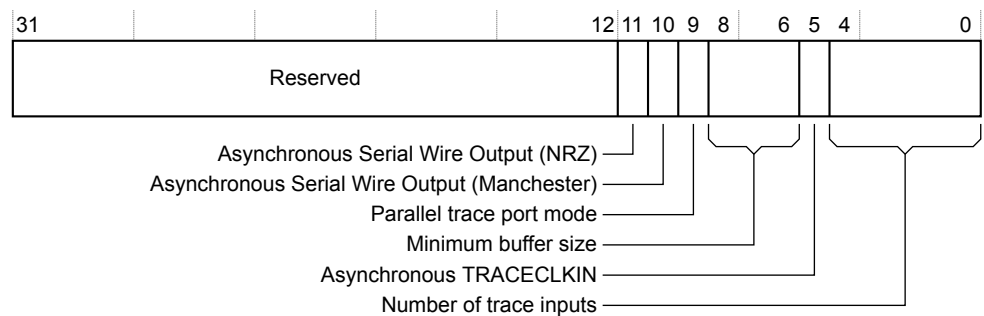 31 12 11 10 9 8 6 5 4 0
Reserved
Asynchronous Serial Wire Output (NRZ)
Asynchronous Serial Wire Output (Manchester)
Parallel trace port mode
Minimum buffer size
Asynchronous TRACECLKIN
Number of trace inputs